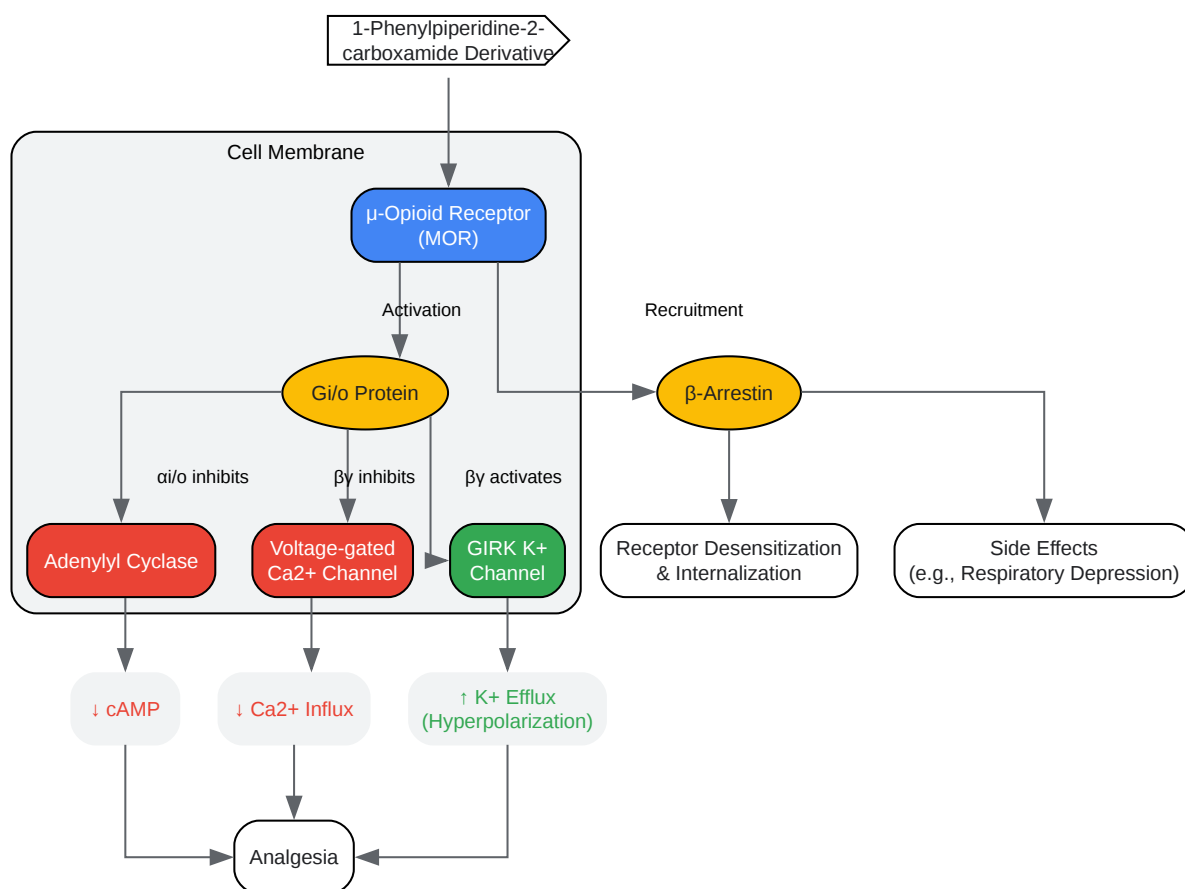 1-Phenylpiperidine-2-
carboxamide Derivative
Cell Membrane
μ-Opioid Receptor
(MOR)
Activation
Recruitment
Gi/o Protein
β-Arrestin
αi/o inhibits
βγ inhibits
βγ activates
Adenylyl Cyclase
Voltage-gated
Ca2+ Channel
GIRK K+
Channel
Receptor Desensitization
& Internalization
Side Effects
(e.g., Respiratory Depression)
↓ cAMP
↓ Ca2+ Influx
↑ K+ Efflux
(Hyperpolarization)
Analgesia